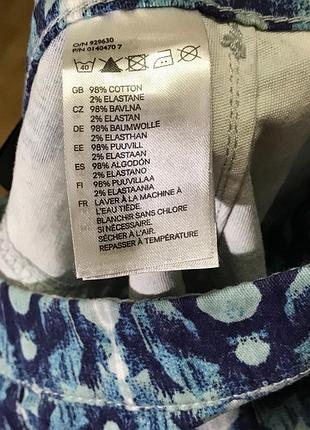 O/N 929630
P/N 0140470 7
40
GB 98% COTTON
2% ELASTANE
CZ 98% BAVLNA
2% ELASTAN
DE 98% BAUMWOLLE
2% ELASTHAN
EE 98% PUUVILL
2% ELASTAAN
ES 98% ALGODÓN
2% ELASTANO
FI 98% PUUVILLAA
2% ELASTAANIA
FR LAVER À LA MACHINE À
L'EAU TIÈDE.
BLANCHIR SANS CHLORE
SI NÉCESSAIRE.
SÉCHER À L'AIR.
REPASSER À TEMPÉRATURE